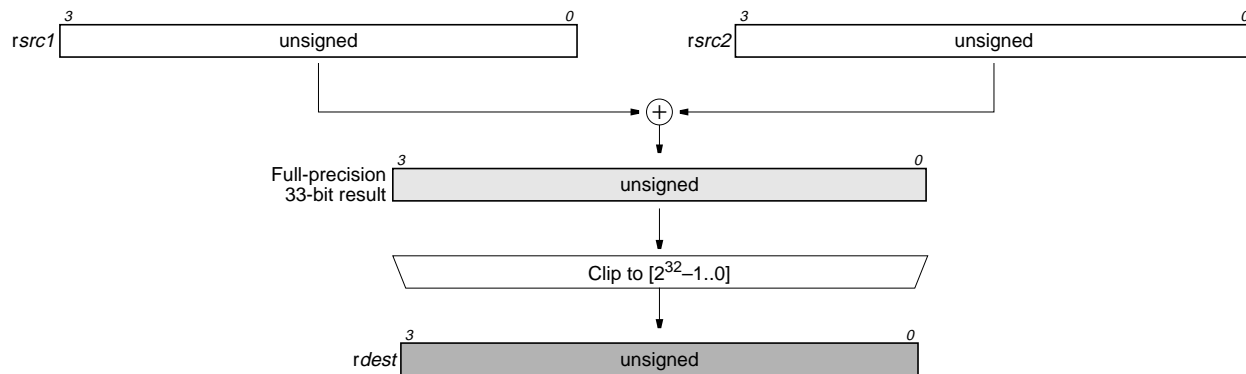 3 0 3 0
rsrc1 unsigned rsrc2 unsigned
+
3 0
Full-precision
33-bit result
unsigned
Clip to [2³²–1..0]
3 0
rdest unsigned